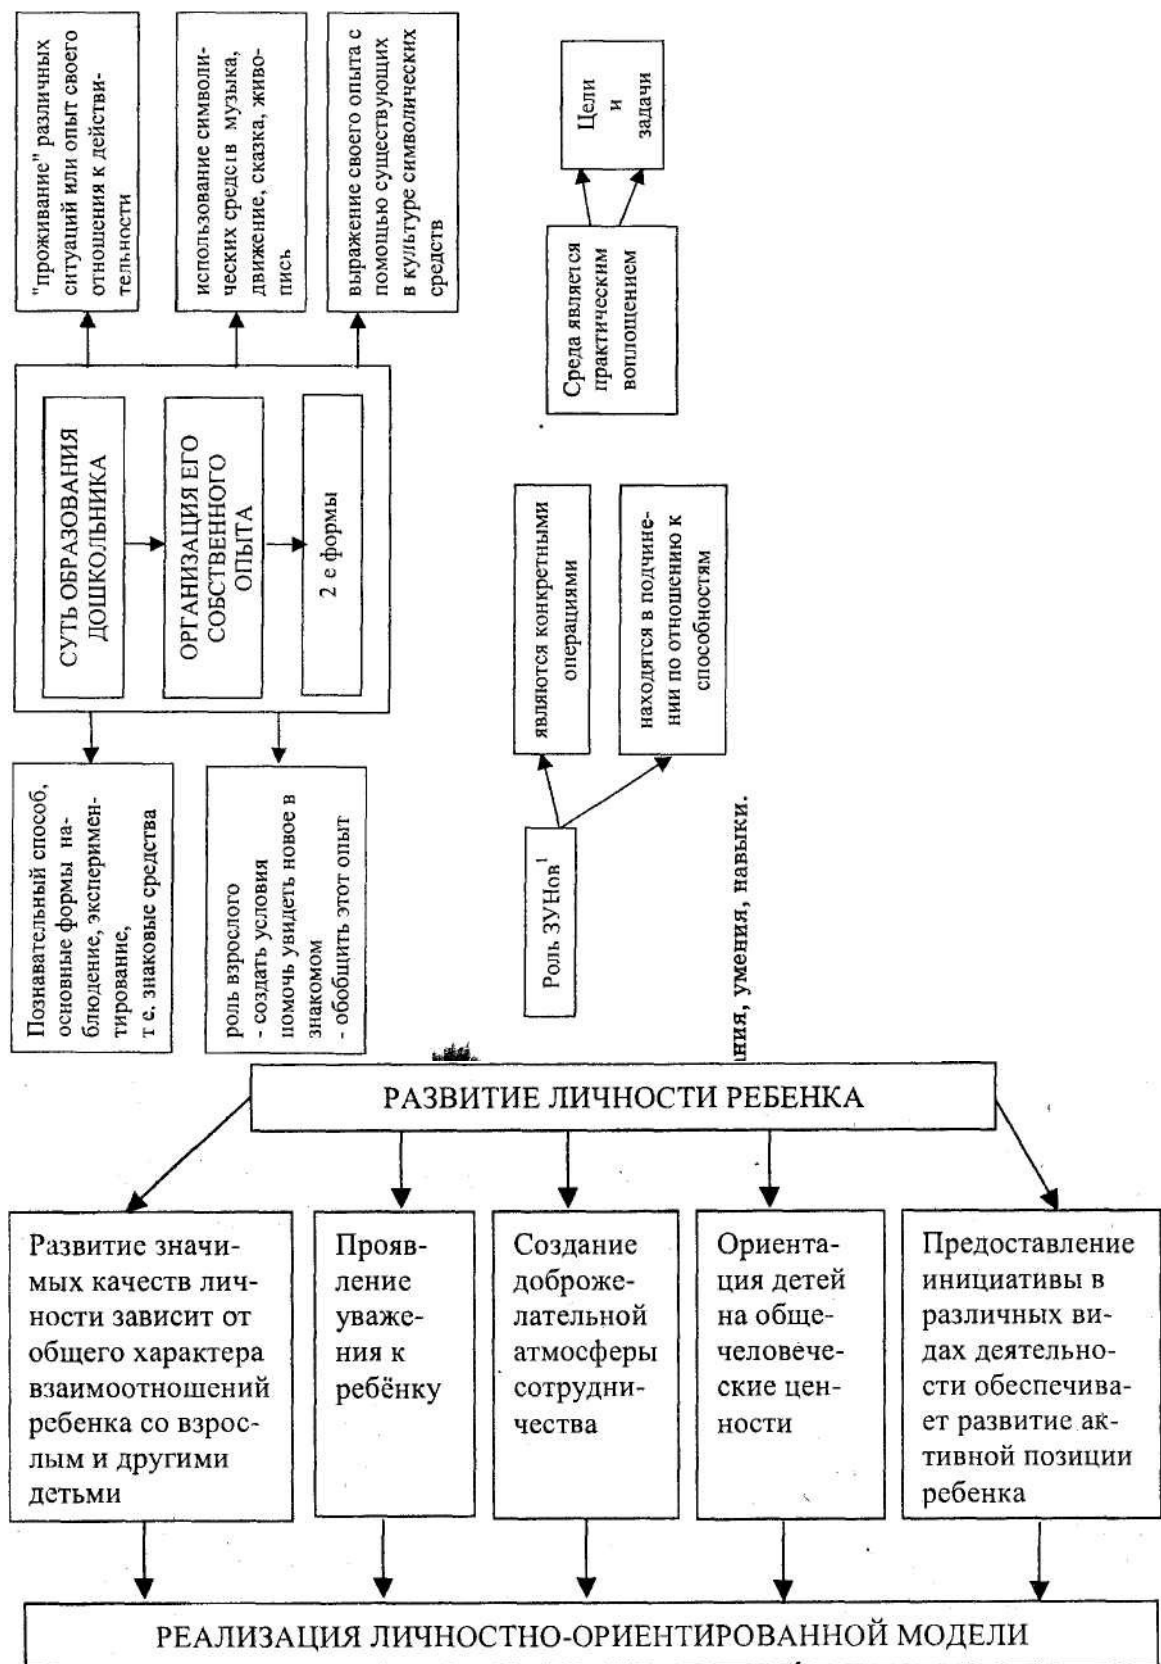 "проживание" различных
ситуаций или опыт своего
отношения к действи-
тельности
использование символи-
ческих средств музыка,
движение, сказка, живо-
пись
выражение своего опыта с
помощью существующих
в культуре символических
средств
СУТЬ ОБРАЗОВАНИЯ
ДОШКОЛЬНИКА
ОРГАНИЗАЦИЯ ЕГО
СОБСТВЕННОГО
ОПЫТА
2 е формы
Познавательный способ,
основные формы на-
блюдение, эксперимен-
тирование,
т е. знаковые средства
роль взрослого
- создать условия
помочь увидеть новое в
знакомом
- обобщить этот опыт
Цели
и
задачи
Среда является
практическим
воплощением
являются конкретными
операциями
находятся в подчине-
нии по отношению к
способностям
Роль ЗУНов¹
ния, умения, навыки.
РАЗВИТИЕ ЛИЧНОСТИ РЕБЕНКА
Развитие значи-
мых качеств лич-
ности зависит от
общего характера
взаимоотношений
ребенка со взрос-
лым и другими
детьми
Прояв-
ление
уваже-
ния к
ребёнку
Создание
доброже-
лательной
атмосферы
сотрудни-
чества
Ориента-
ция детей
на обще-
человече-
ские цен-
ности
Предоставление
инициативы в
различных ви-
дах деятельно-
сти обеспечива-
ет развитие ак-
тивной позиции
ребенка
РЕАЛИЗАЦИЯ ЛИЧНОСТНО-ОРИЕНТИРОВАННОЙ МОДЕЛИ